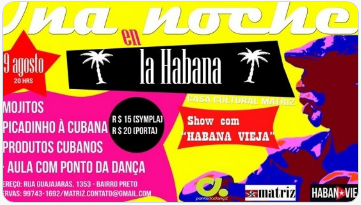 Una noche
en
la Habana
9 agosto
20 HRS
CASA CULTURAL MATRIZ
MOJITOS
PICADINHO À CUBANA
PRODUTOS CUBANOS
+ AULA COM PONTO DA DANÇA
R$ 15 (SYMPLA)
R$ 20 (PORTA)
Show com
"HABANA VIEJA"
EREÇO: RUA GUAJAJARAS, 1353 - BAIRRO PRETO
ERVAS: 99743-1692/MATRIZ.CONTATO@GMAIL.COM
pontodadança
matriz
HABAN★VIE